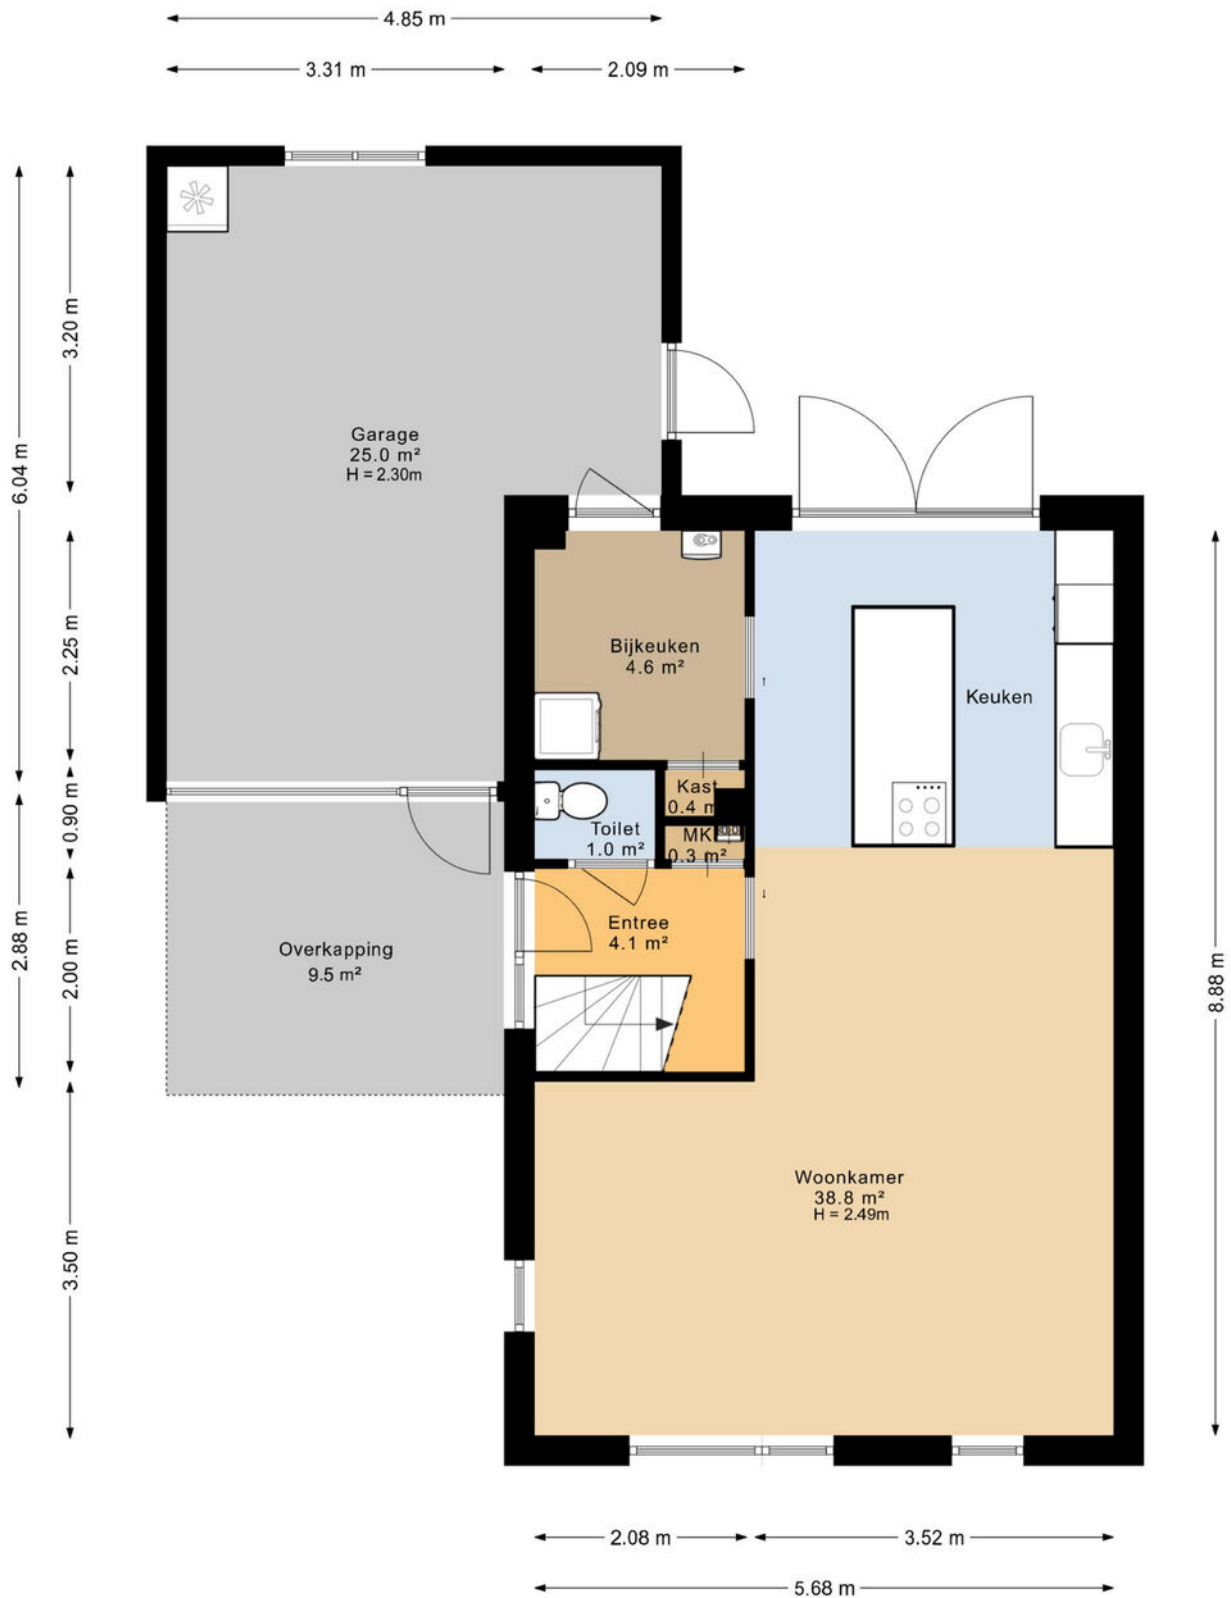 4.85 m
3.31 m
2.09 m
3.20 m
6.04 m
Garage
25.0 m²
H = 2.30m
2.25 m
Bijkeuken
4.6 m²
Keuken
0.90 m
Kast
0.4 m
Toilet
1.0 m²
MK
0.3 m²
2.88 m
2.00 m
Overkapping
9.5 m²
Entree
4.1 m²
8.88 m
Woonkamer
38.8 m²
H = 2.49m
3.50 m
2.08 m
3.52 m
5.68 m